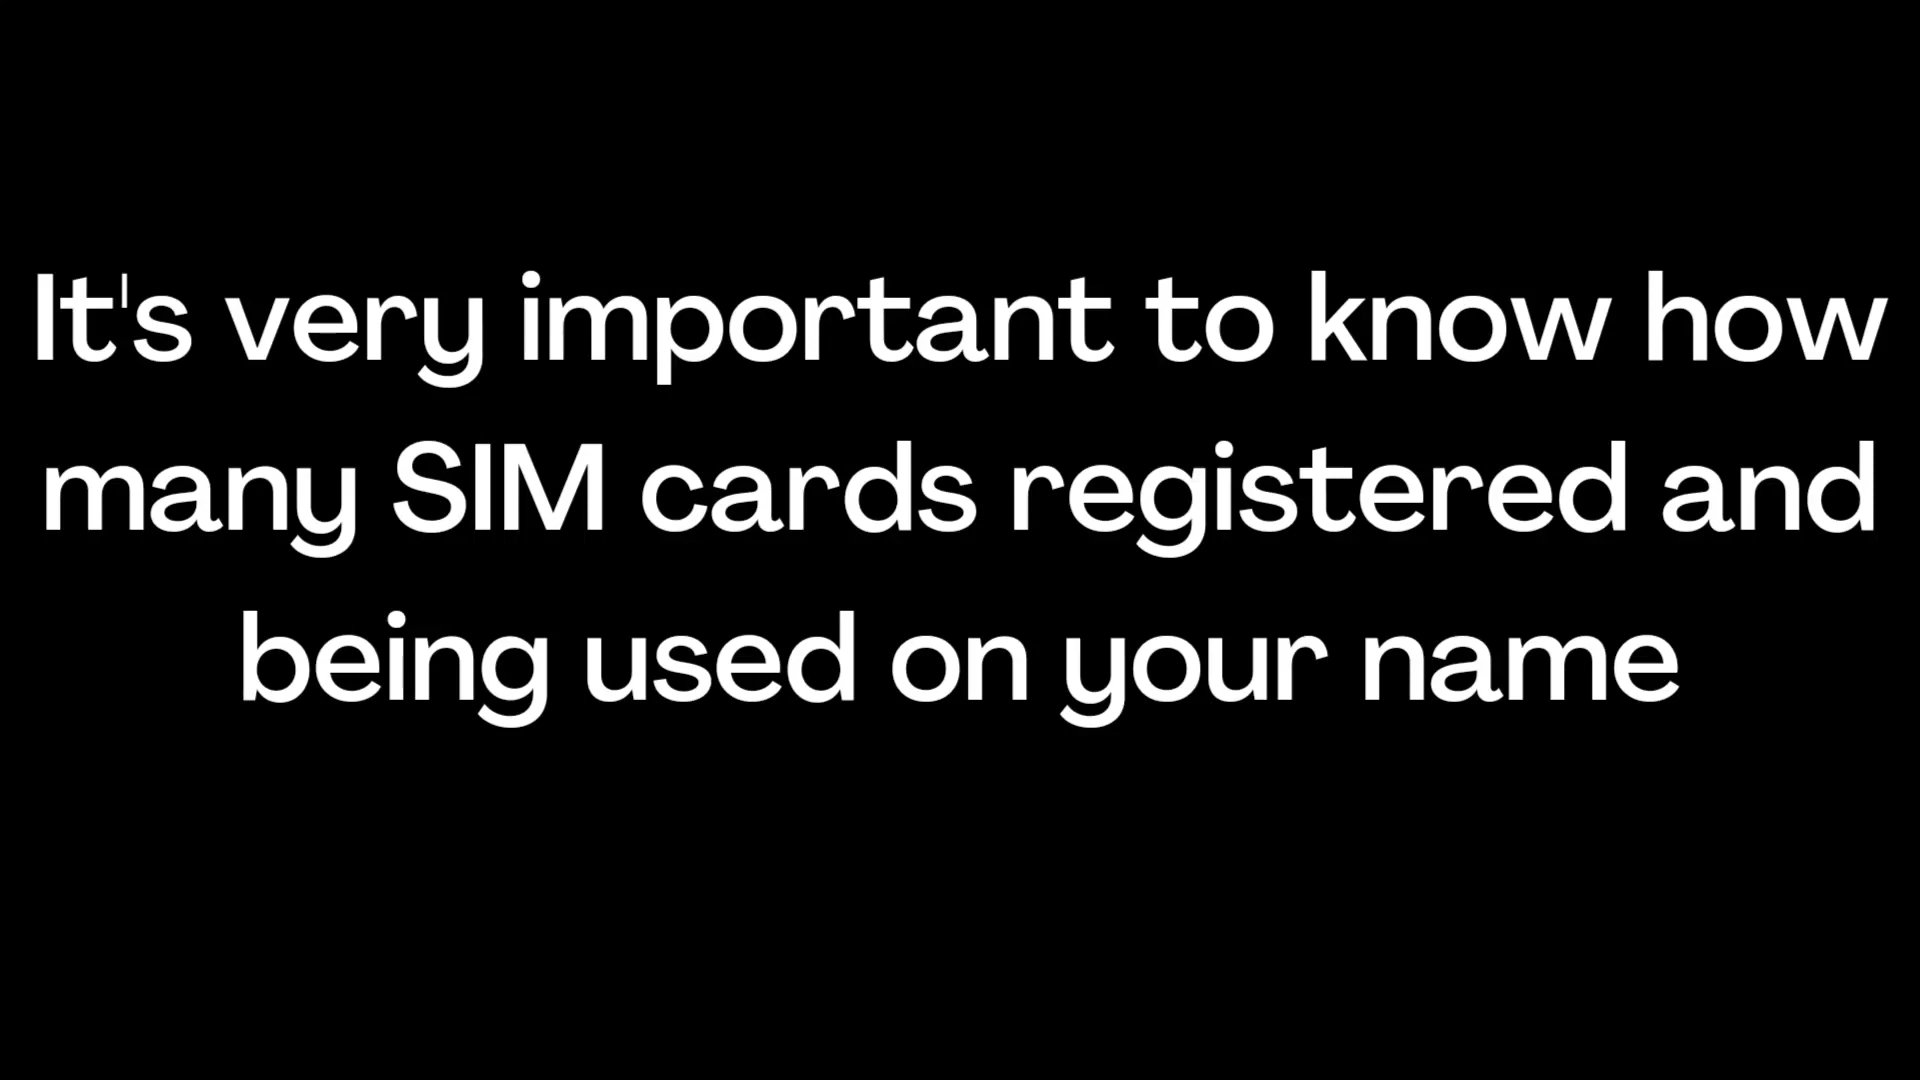 It's very important to know how
many SIM cards registered and
being used on your name